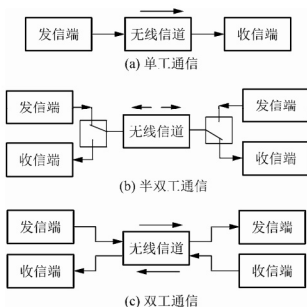 发信端 无线信道 收信端
(a) 单工通信
发信端 发信端
无线信道
收信端 收信端
(b) 半双工通信
发信端 发信端
无线信道
收信端 收信端
(c) 双工通信